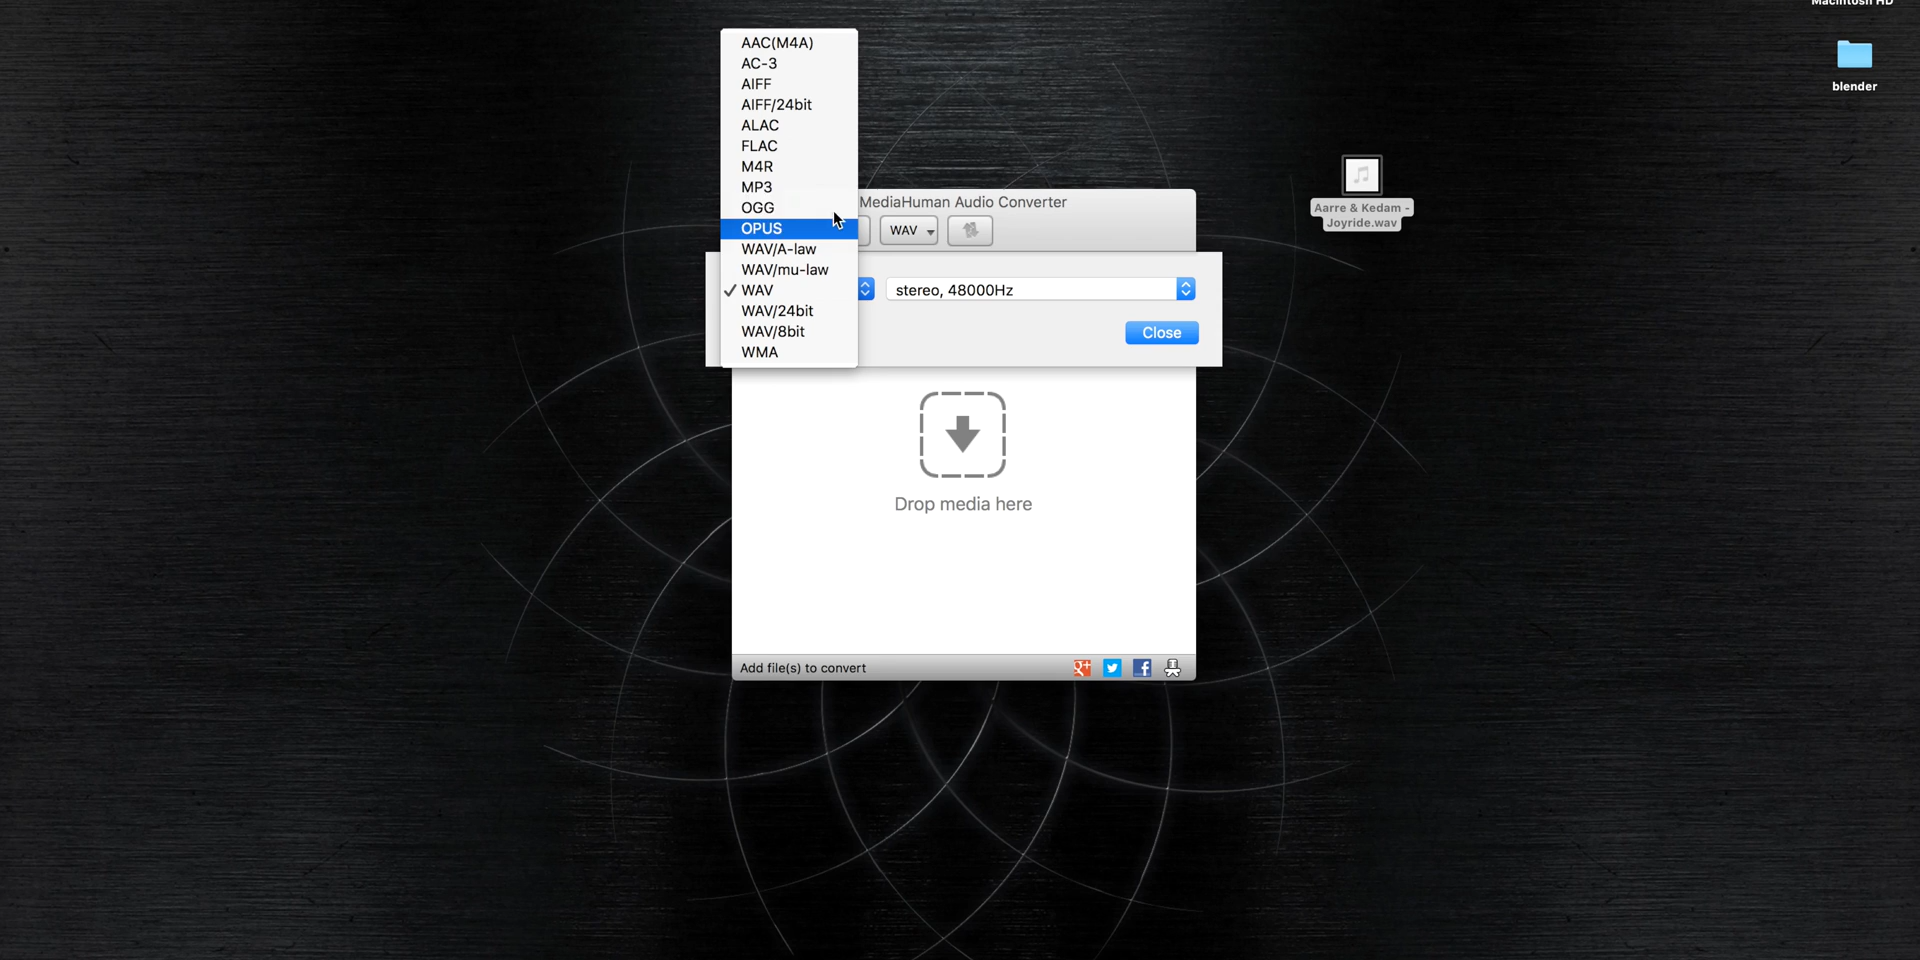 Macintosh HD
blender
AAC(M4A)
AC-3
AIFF
AIFF/24bit
ALAC
FLAC
M4R
MP3
OGG
OPUS
WAV/A-law
WAV/mu-law
WAV
WAV/24bit
WAV/8bit
WMA
MediaHuman Audio Converter
WAV
stereo, 48000Hz
Close
Aarre & Kedam -
Joyride.wav
Drop media here
Add file(s) to convert